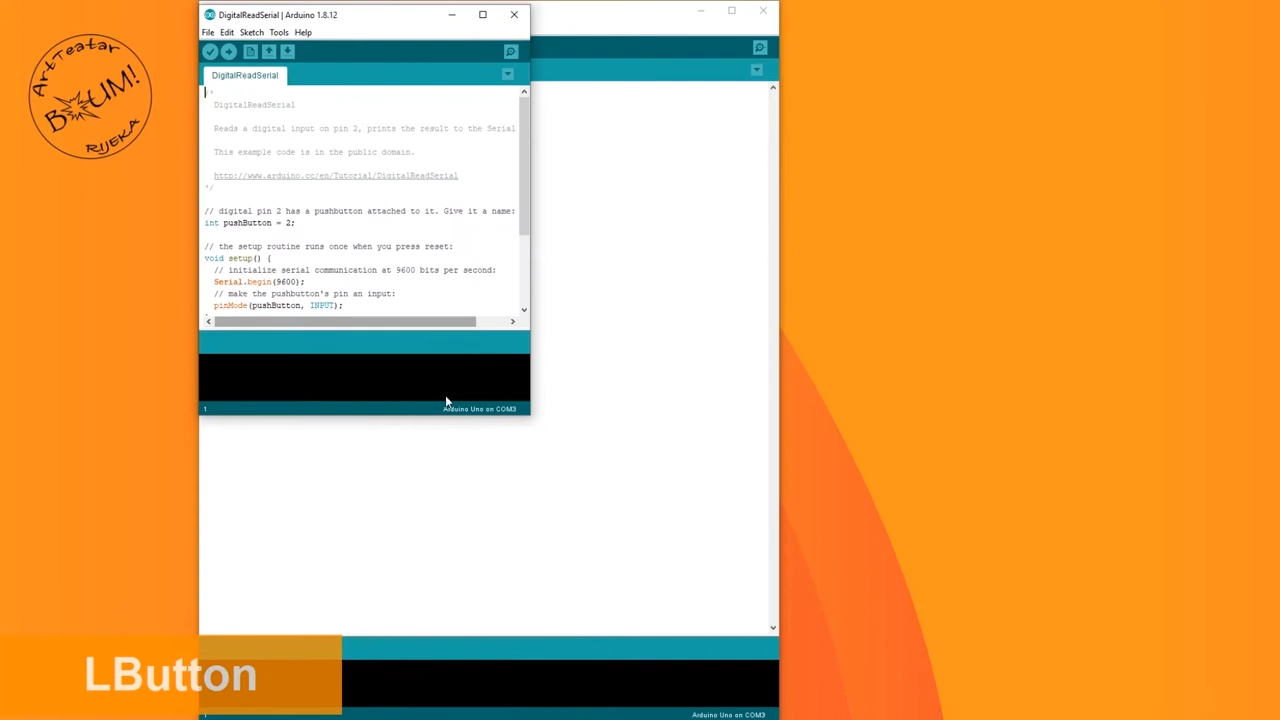 ArtTeatar
BUM!
RIJEKA
DigitalReadSerial | Arduino 1.8.12
File Edit Sketch Tools Help
DigitalReadSerial
/*
DigitalReadSerial
Reads a digital input on pin 2, prints the result to the Serial
This example code is in the public domain.
http://www.arduino.cc/en/Tutorial/DigitalReadSerial
*/
// digital pin 2 has a pushbutton attached to it. Give it a name:
int pushButton = 2;
// the setup routine runs once when you press reset:
void setup() {
// initialize serial communication at 9600 bits per second:
Serial.begin(9600);
// make the pushbutton's pin an input:
pinMode(pushButton, INPUT);
1
Arduino Uno on COM3
LButton
1
Arduino Uno on COM3